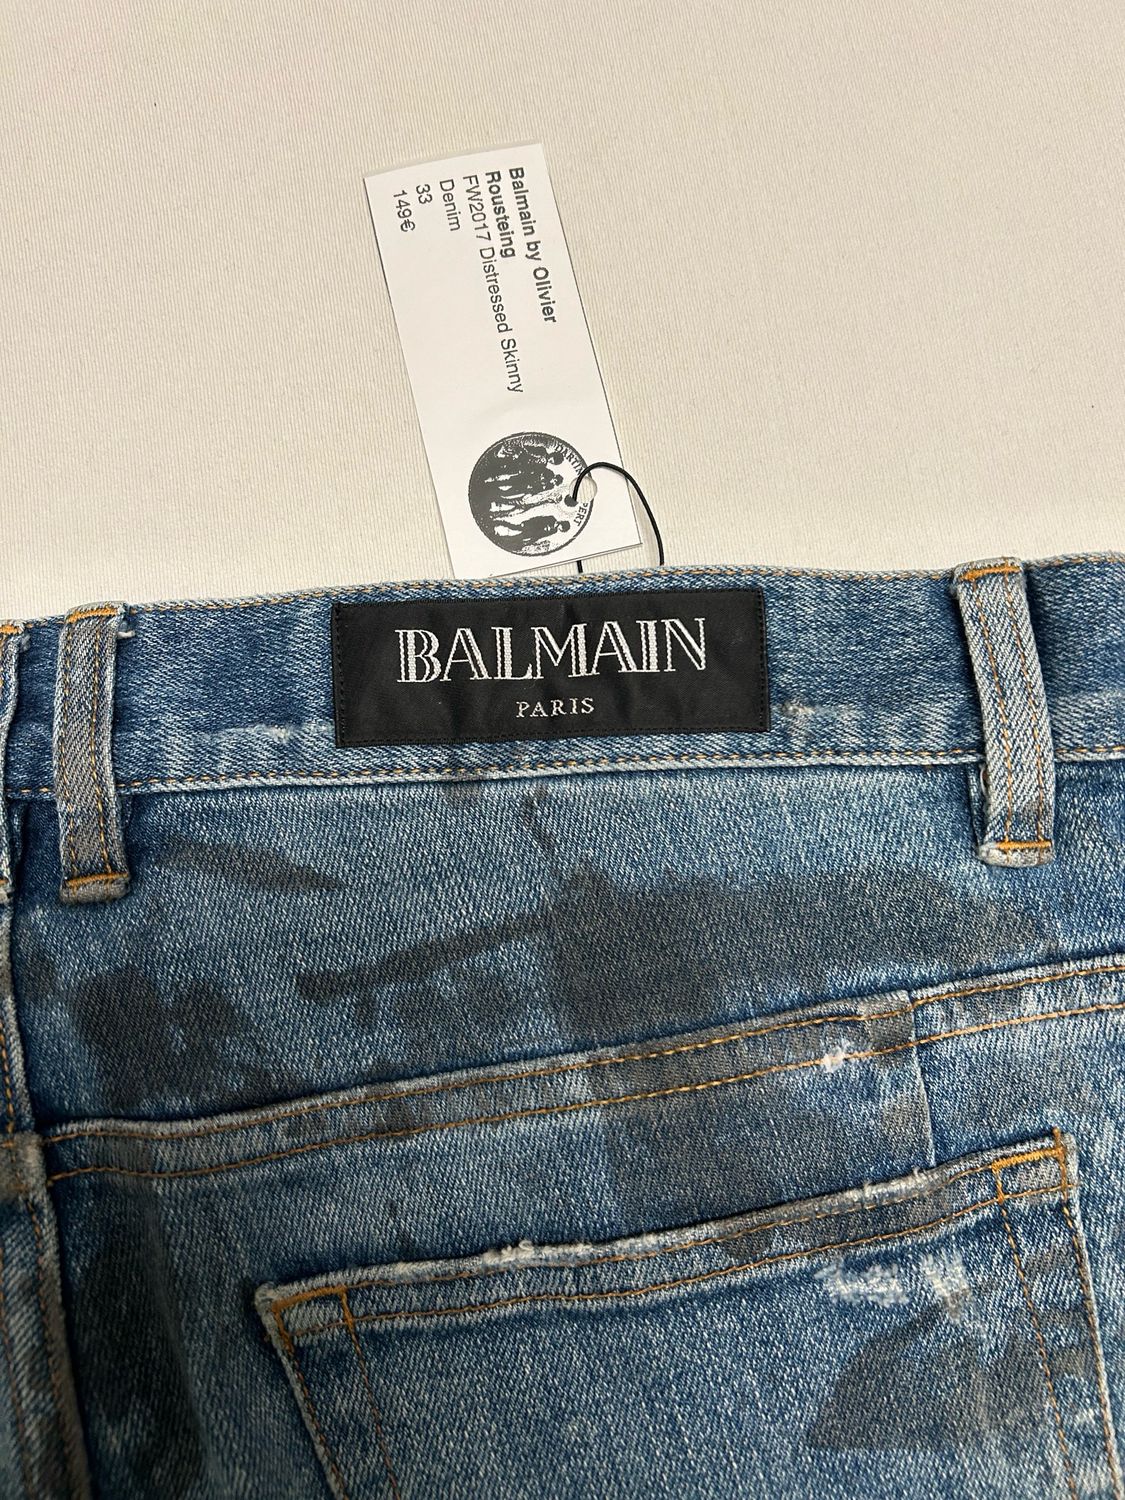 Balmain by Olivier
Rousteing
FW2017 Distressed Skinny
Denim
33
149€
BALMAIN
PARIS